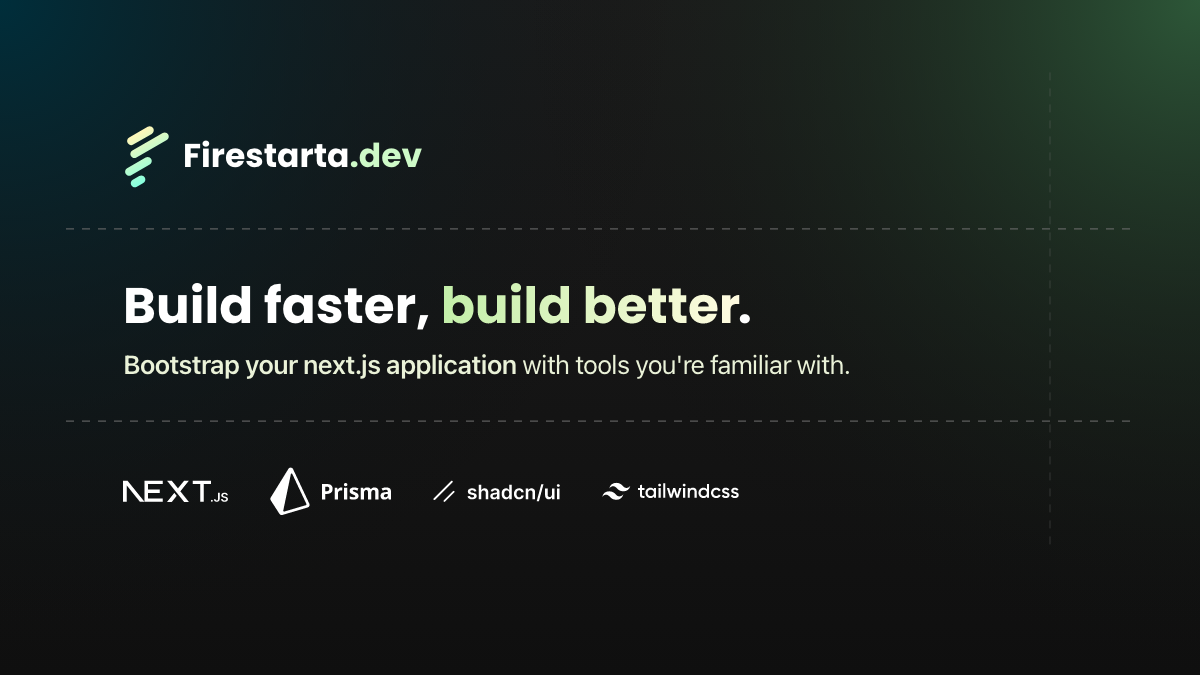 Firestarta.dev
Build faster, build better.
Bootstrap your next.js application with tools you're familiar with.
NEXT.JS Prisma shadcn/ui tailwindcss